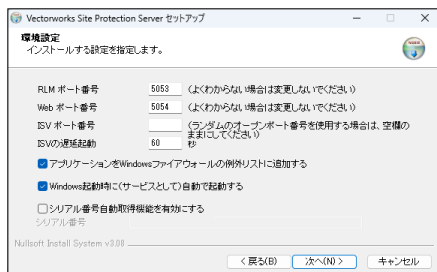 Vectorworks Site Protection Server セットアップ
環境設定
インストールする設定を指定します。
RLM ポート番号 5053 (よくわからない場合は変更しないでください)
Web ポート番号 5054 (よくわからない場合は変更しないでください)
ISV ポート番号 (ランダムのオープンポート番号を使用する場合は、空欄の
ままにしてください)
ISVの遅延起動 60 秒
アプリケーションをWindowsファイアウォールの例外リストに追加する
Windows起動時に(サービスとして)自動で起動する
シリアル番号自動取得機能を有効にする
シリアル番号
Nullsoft Install System v3.08
< 戻る(B) 次へ(N) > キャンセル